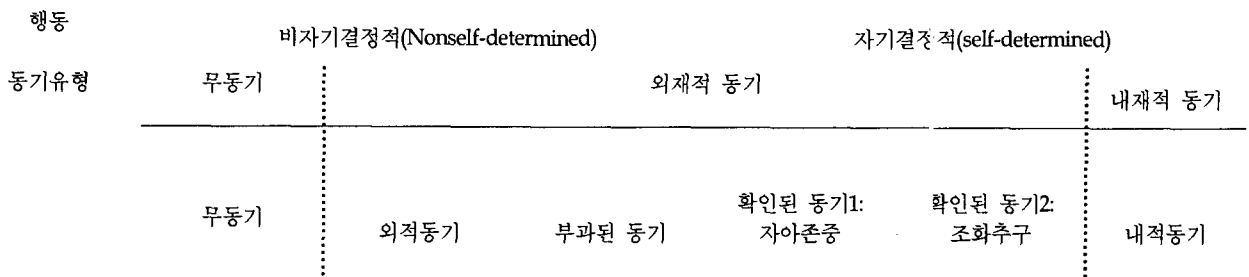 행동
비자기결정적(Nonself-determined) 자기결정적(self-determined)
동기유형 무동기 외재적 동기 내재적 동기
무동기 외적동기 부과된 동기 확인된 동기1: 자아존중 확인된 동기2: 조화추구 내적동기